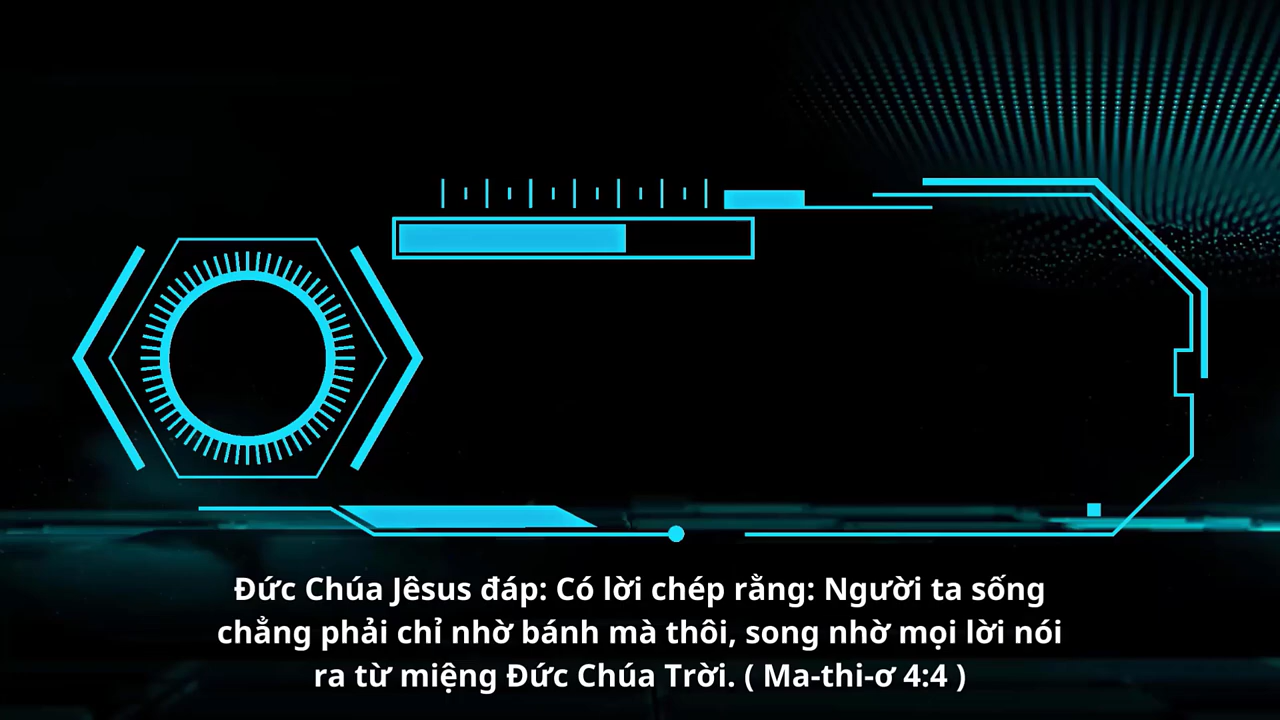 Đức Chúa Jêsus đáp: Có lời chép rằng: Người ta sống
chẳng phải chỉ nhờ bánh mà thôi, song nhờ mọi lời nói
ra từ miệng Đức Chúa Trời. ( Ma-thi-ơ 4:4 )